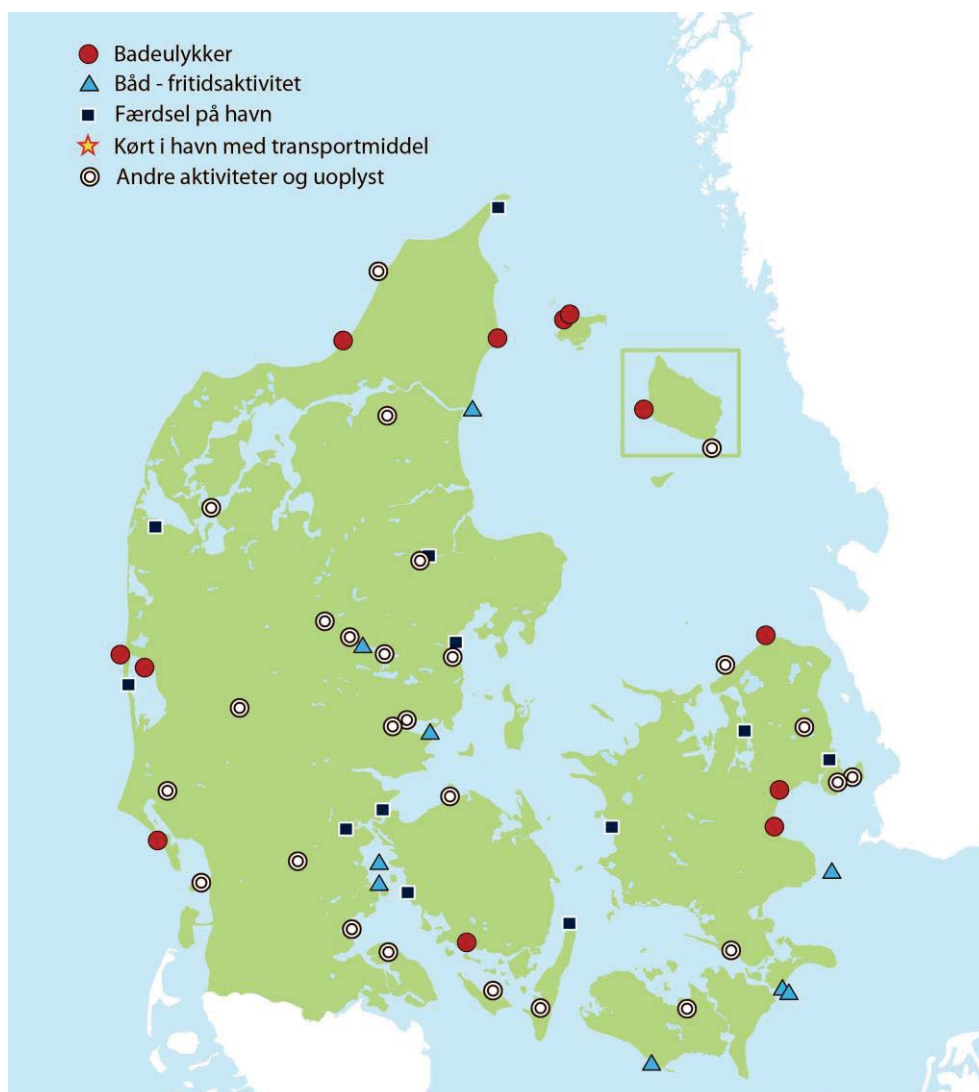 Badeulykker
Båd - fritidsaktivitet
Færdsel på havn
Kørt i havn med transportmiddel
Andre aktiviteter og uoplyst